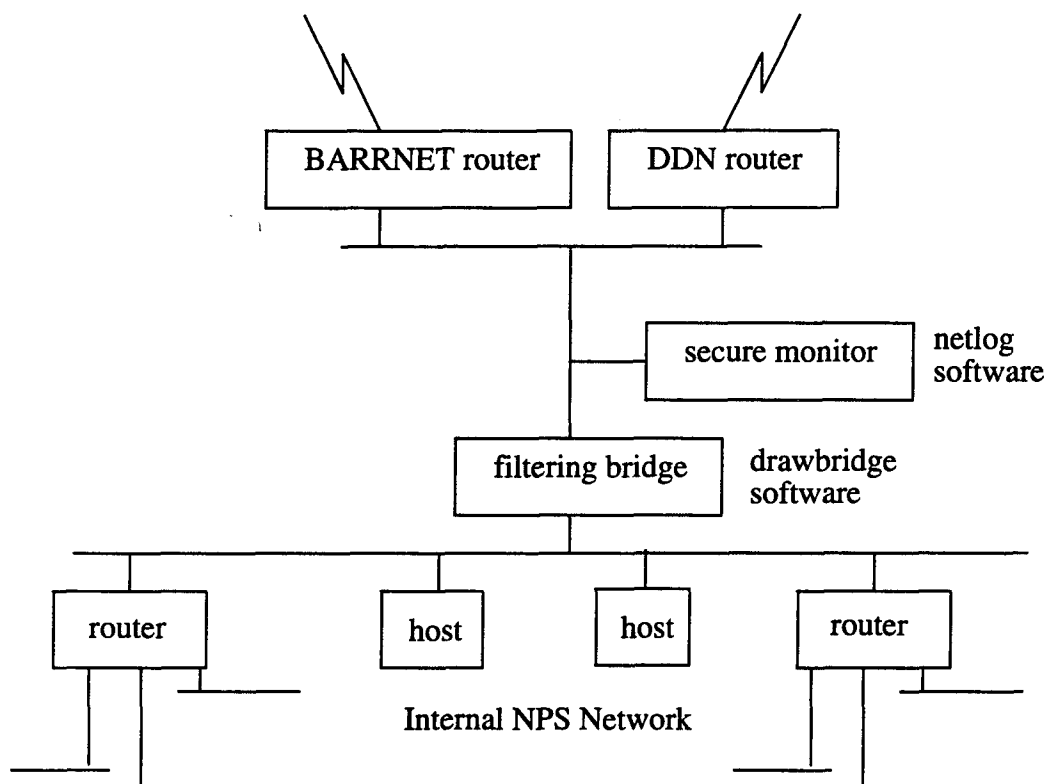 BARRNET router
DDN router
secure monitor
netlog
software
filtering bridge
drawbridge
software
router
host
host
router
Internal NPS Network